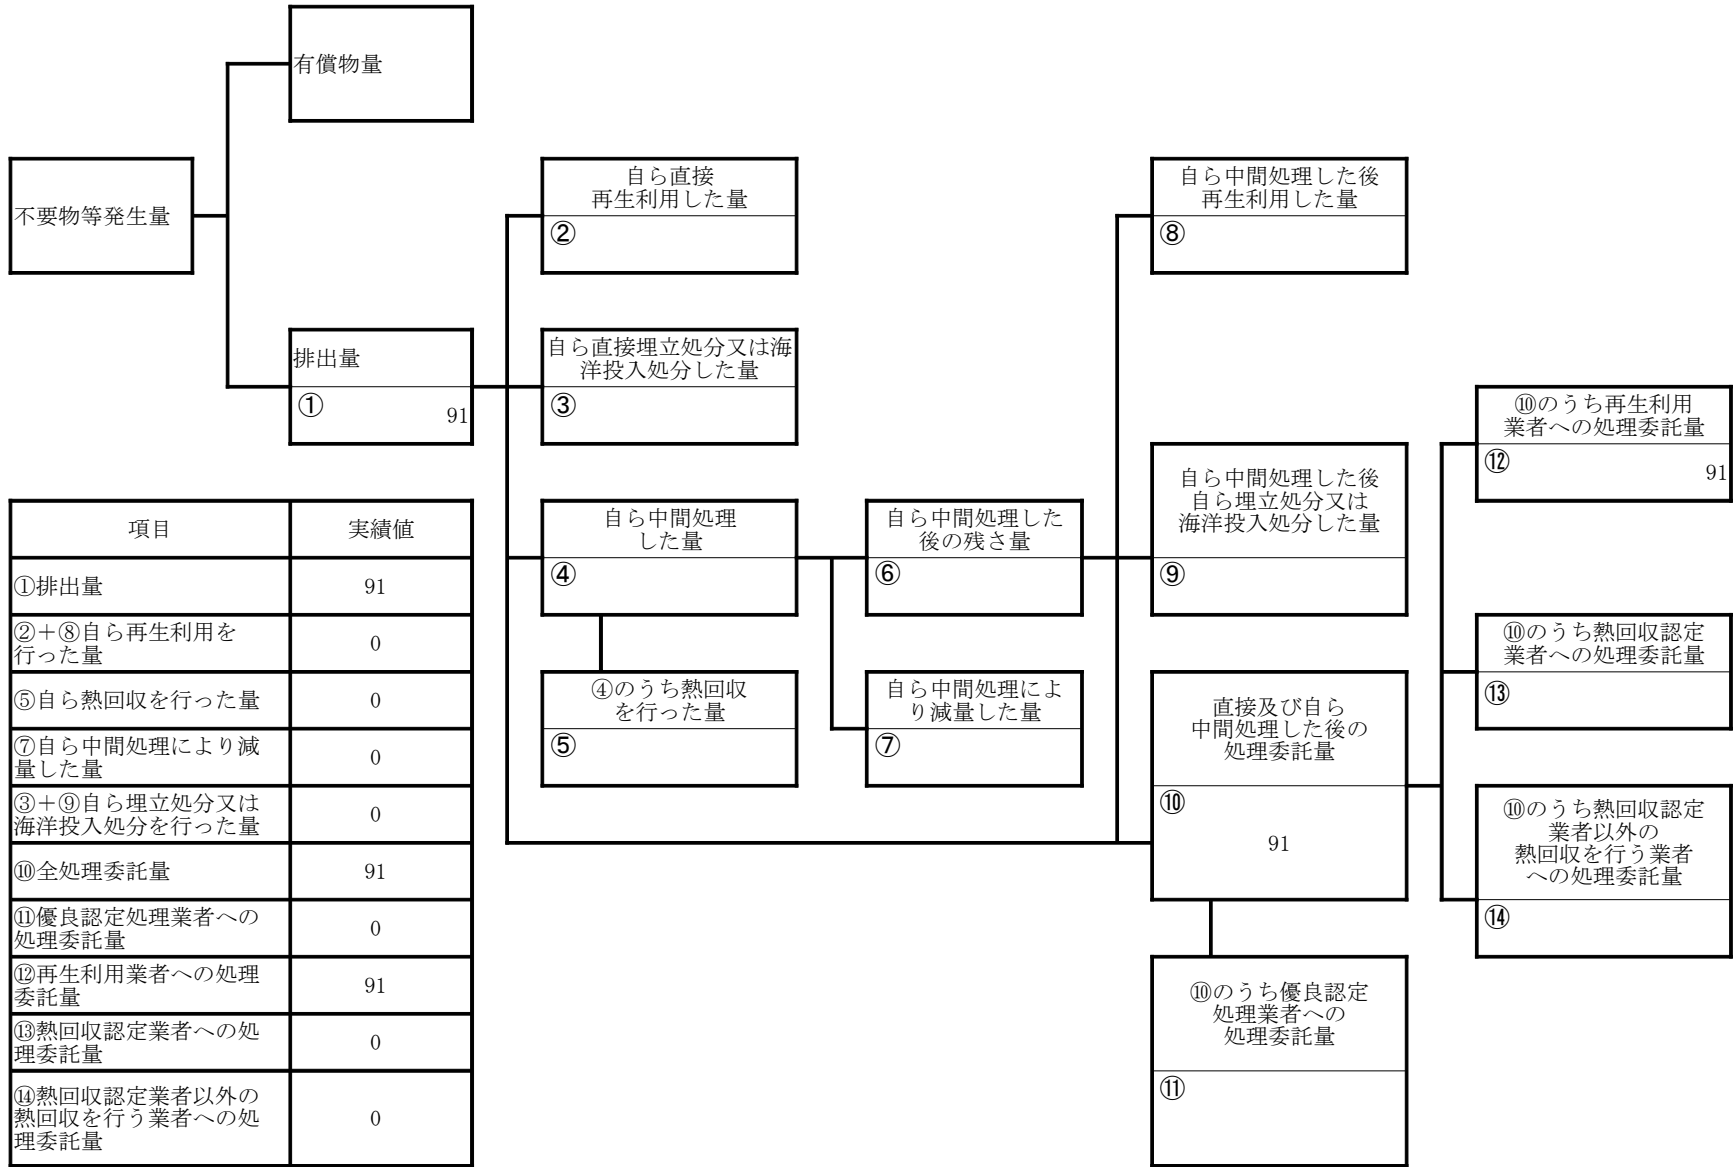 有償物量
不要物等発生量
自ら直接
再生利用した量
②
自ら中間処理した後
再生利用した量
⑧
排出量
①
91
自ら直接埋立処分又は海
洋投入処分した量
③
⑩のうち再生利用
業者への処理委託量
⑫
91
自ら中間処理
した量
④
自ら中間処理した
後の残さ量
⑥
自ら中間処理した後
自ら埋立処分又は
海洋投入処分した量
⑨
⑩のうち熱回収認定
業者への処理委託量
⑬
④のうち熱回収
を行った量
⑤
自ら中間処理によ
り減量した量
⑦
直接及び自ら
中間処理した後の
処理委託量
⑩
91
⑩のうち熱回収認定
業者以外の
熱回収を行う業者
への処理委託量
⑭
⑩のうち優良認定
処理業者への
処理委託量
⑪
項目 実績値
①排出量 91
②＋⑧自ら再生利用を
行った量 0
⑤自ら熱回収を行った量 0
⑦自ら中間処理により減
量した量 0
③＋⑨自ら埋立処分又は
海洋投入処分を行った量 0
⑩全処理委託量 91
⑪優良認定処理業者への
処理委託量 0
⑫再生利用業者への処理
委託量 91
⑬熱回収認定業者への処
理委託量 0
⑭熱回収認定業者以外の
熱回収を行う業者への処
理委託量 0